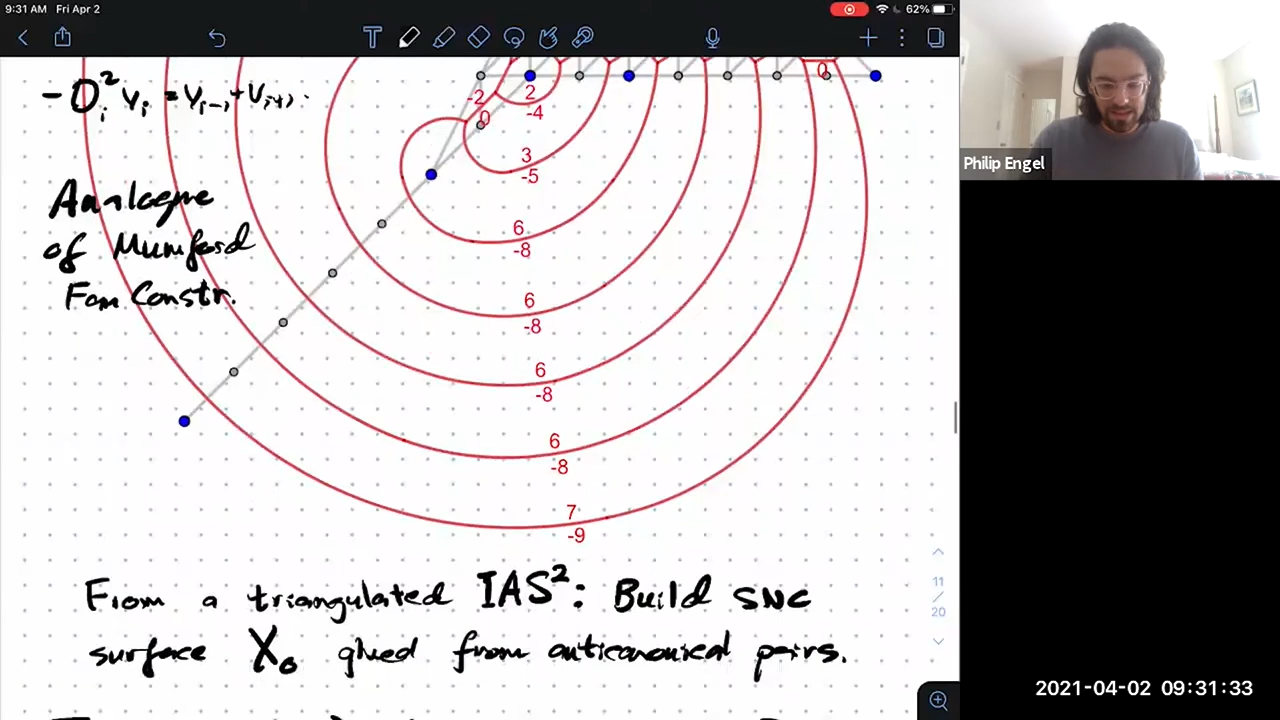 9:31 AM Fri Apr 2
62%
- D_i^2 v_i = v_{i-1} + v_{i+1}.
0
-2
2
-4
0
Analogue
of Mumford
Fam Constr.
3
-5
6
-8
6
-8
6
-8
6
-8
7
-9
11
/
20
From a triangulated IAS²: Build SNC
surface X₀ glued from anticanonical pairs.
Philip Engel
2021-04-02 09:31:33